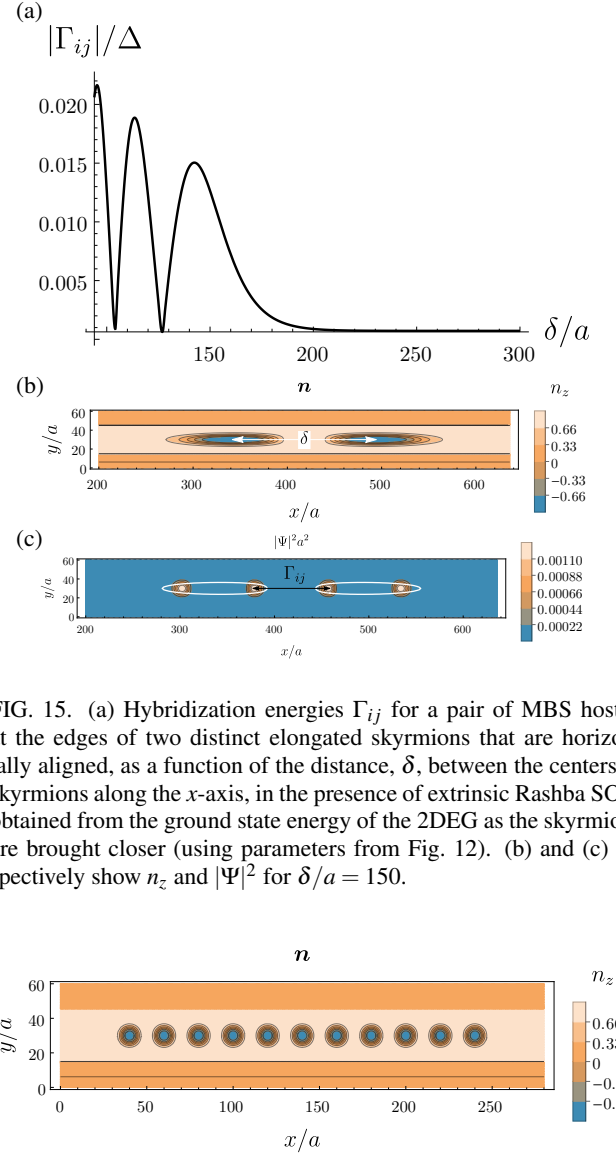 (a)
|Γij|/Δ
0.020
0.015
0.010
0.005
150 200 250 300
δ/a
(b)
n
nz
60
40
20
0
y/a
δ
200 300 400 500 600
x/a
0.66
0.33
0
−0.33
−0.66
(c)
|Ψ|²a²
60
40
20
0
y/a
Γij
200 300 400 500 600
x/a
0.00110
0.00088
0.00066
0.00044
0.00022
FIG. 15. (a) Hybridization energies Γij for a pair of MBS host
t the edges of two distinct elongated skyrmions that are horizo
ally aligned, as a function of the distance, δ, between the centers
kyrmions along the x-axis, in the presence of extrinsic Rashba SO
btained from the ground state energy of the 2DEG as the skyrmio
re brought closer (using parameters from Fig. 12). (b) and (c)
pectively show nz and |Ψ|² for δ/a = 150.
n
nz
60
40
20
0
y/a
0 50 100 150 200 250
x/a
0.66
0.33
0